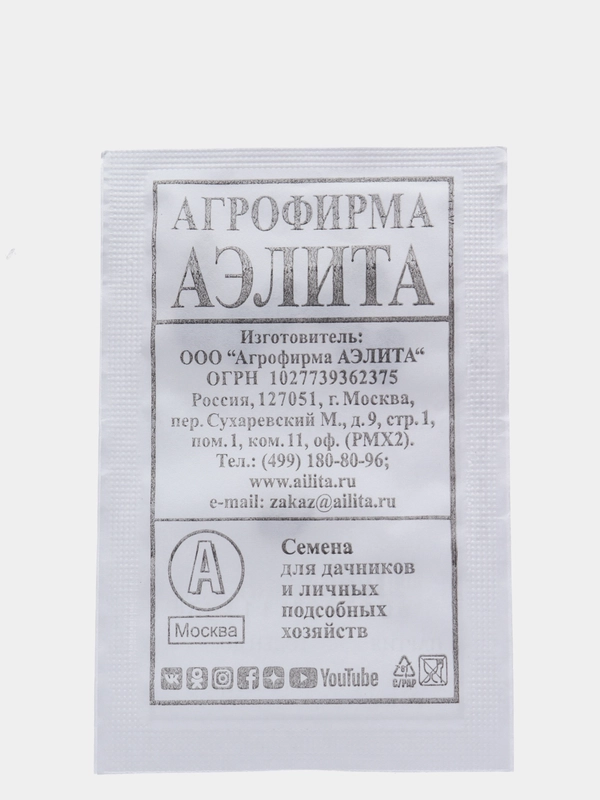 АГРОФИРМА
АЭЛИТА
Изготовитель:
ООО “Агрофирма АЭЛИТА“
ОГРН 1027739362375
Россия, 127051, г. Москва,
пер. Сухаревский М., д. 9, стр. 1,
пом. 1, ком. 11, оф. (РМХ2).
Тел.: (499) 180-80-96;
www.ailita.ru
e-mail: zakaz@ailita.ru
А
Москва
Семена
для дачников
и личных
подсобных
хозяйств
YouTube
C/PAP